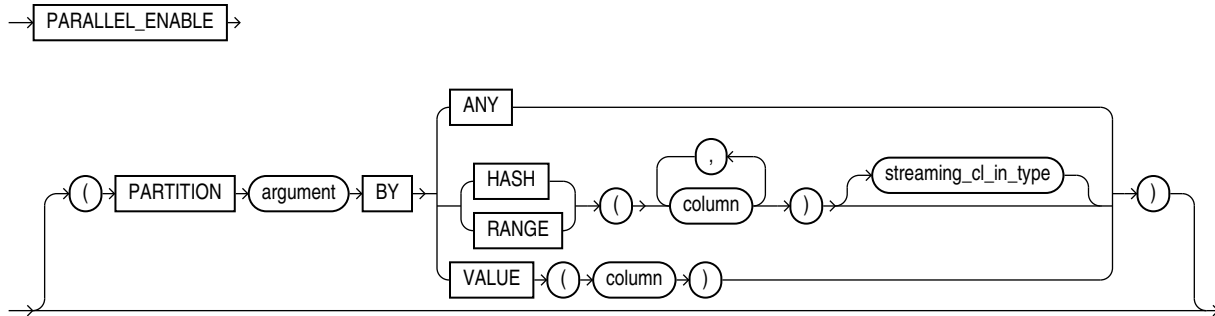 PARALLEL_ENABLE
ANY
,
HASH
streaming_cl_in_type
( PARTITION argument BY ( column ) )
RANGE
VALUE ( column )